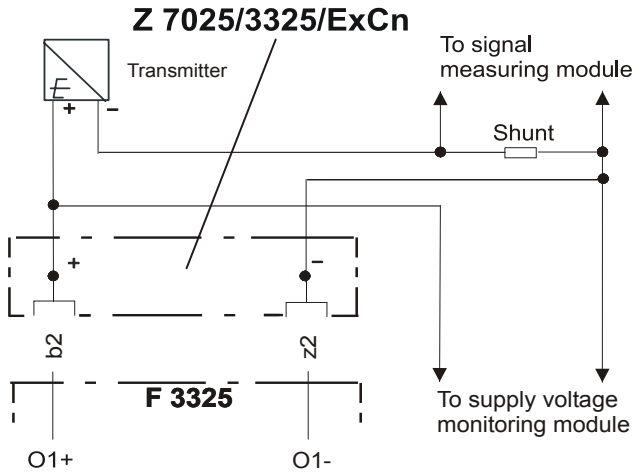 Z 7025/3325/ExCn
To signal
measuring module
Transmitter
E
+
–
Shunt
+
–
b2
z2
F 3325
To supply voltage
monitoring module
O1+
O1-